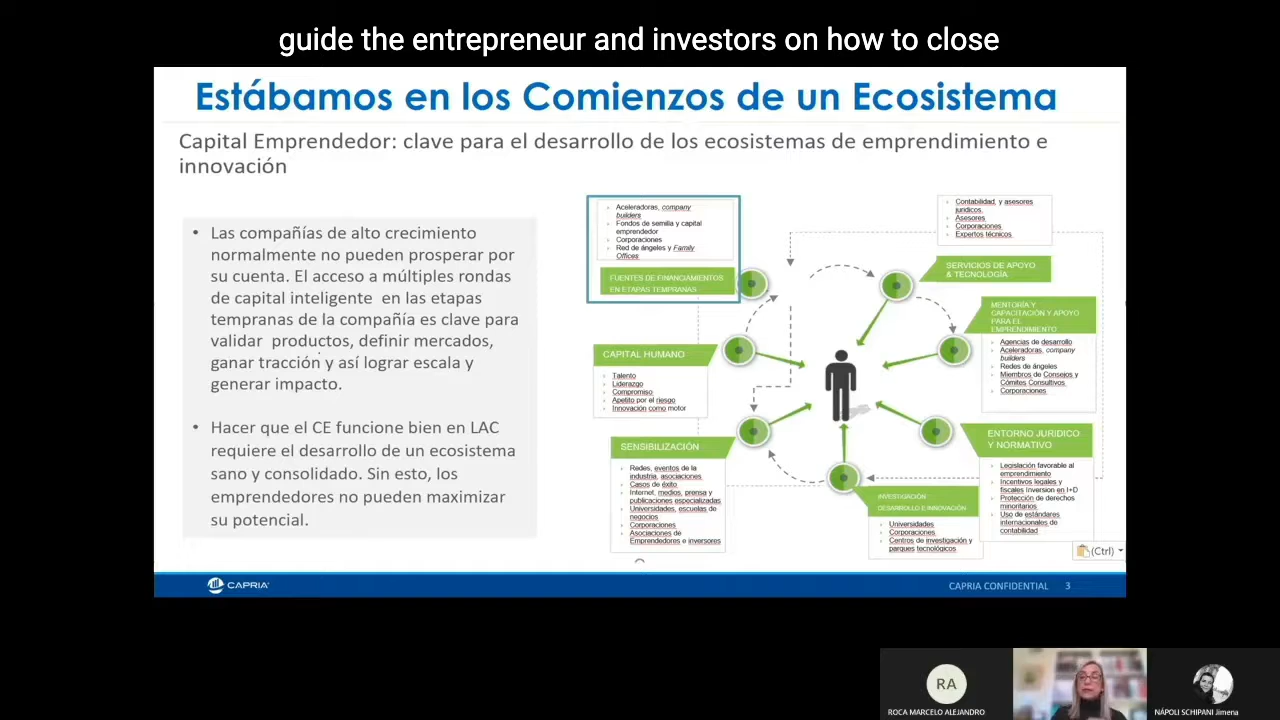 guide the entrepreneur and investors on how to close
Estábamos en los Comienzos de un Ecosistema
Capital Emprendedor: clave para el desarrollo de los ecosistemas de emprendimiento e
innovación
• Las compañías de alto crecimiento
normalmente no pueden prosperar por
su cuenta. El acceso a múltiples rondas
de capital inteligente en las etapas
tempranas de la compañía es clave para
validar productos, definir mercados,
ganar tracción y así lograr escala y
generar impacto.
• Hacer que el CE funcione bien en LAC
requiere el desarrollo de un ecosistema
sano y consolidado. Sin esto, los
emprendedores no pueden maximizar
su potencial.
Aceleradoras, company
builders
Fondos de semilla y capital
emprendedor
Corporaciones
Red de ángeles y Family
Offices
FUENTES DE FINANCIAMIENTOS
EN ETAPAS TEMPRANAS
Contabilidad, y asesores
jurídicos.
Asesores
Corporaciones
Expertos técnicos
SERVICIOS DE APOYO
& TECNOLOGÍA
MENTORÍA Y
CAPACITACIÓN Y APOYO
PARA EL
EMPRENDIMIENTO
Agencias de desarrollo
Aceleradoras, company
builders
Redes de ángeles
Miembros de Consejos y
Cómites Consultivos
Corporaciones
CAPITAL HUMANO
Talento
Liderazgo
Compromiso
Apetito por el riesgo
Innovación como motor
SENSIBILIZACIÓN
Redes, eventos de la
industria, asociaciones
Casos de éxito
Internet, medios, prensa y
publicaciones especializadas
Universidades, escuelas de
negocios
Corporaciones
Asociaciones de
Emprendedores e inversores
ENTORNO JURIDICO
Y NORMATIVO
Legislación favorable al
emprendimiento
Incentivos legales y
fiscales Inversion en I+D
Protección de derechos
minoritarios
Uso de estándares
internacionales de
contabilidad
INVESTIGACIÓN
DESARROLLO E INNOVACIÓN
Universidades
Corporaciones
Centros de investigación y
parques tecnológicos
(Ctrl)
CAPRIA
CAPRIA CONFIDENTIAL 3
RA
ROCA MARCELO ALEJANDRO
NÁPOLI SCHIPANI Jimena